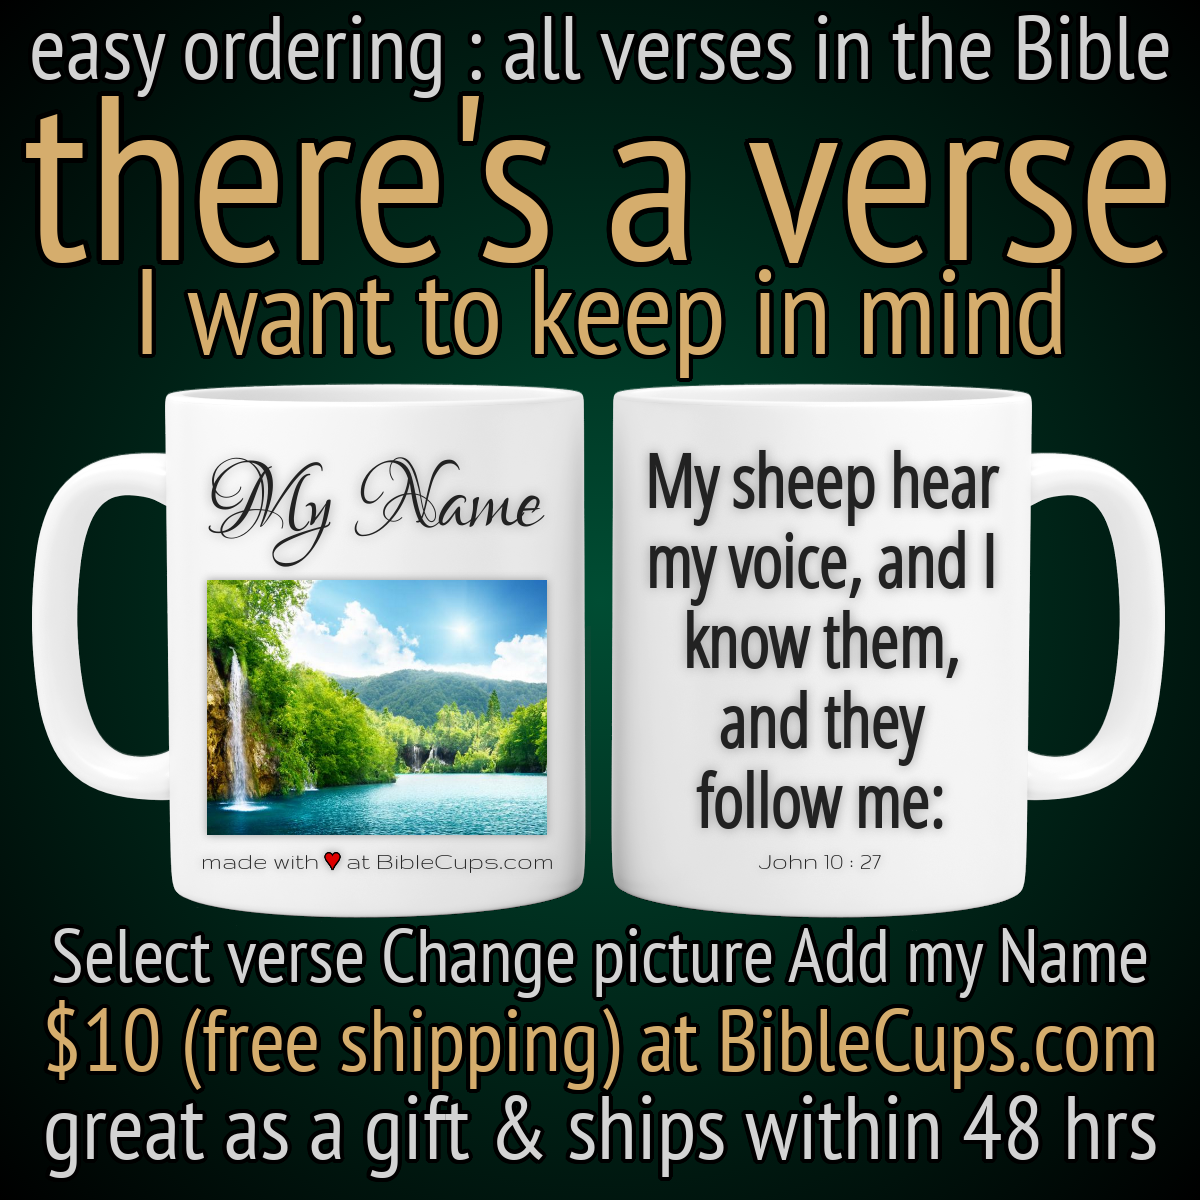 easy ordering : all verses in the Bible
there's a verse
I want to keep in mind
My Name
made with ♥ at BibleCups.com
My sheep hear
my voice, and I
know them,
and they
follow me:
John 10 : 27
Select verse Change picture Add my Name
$10 (free shipping) at BibleCups.com
great as a gift & ships within 48 hrs